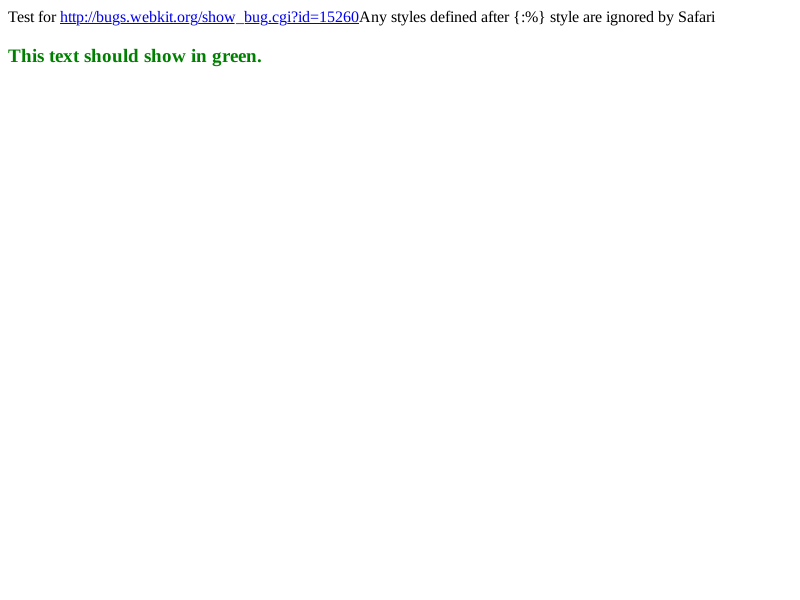 Test for http://bugs.webkit.org/show_bug.cgi?id=15260Any styles defined after {:%} style are ignored by Safari
This text should show in green.